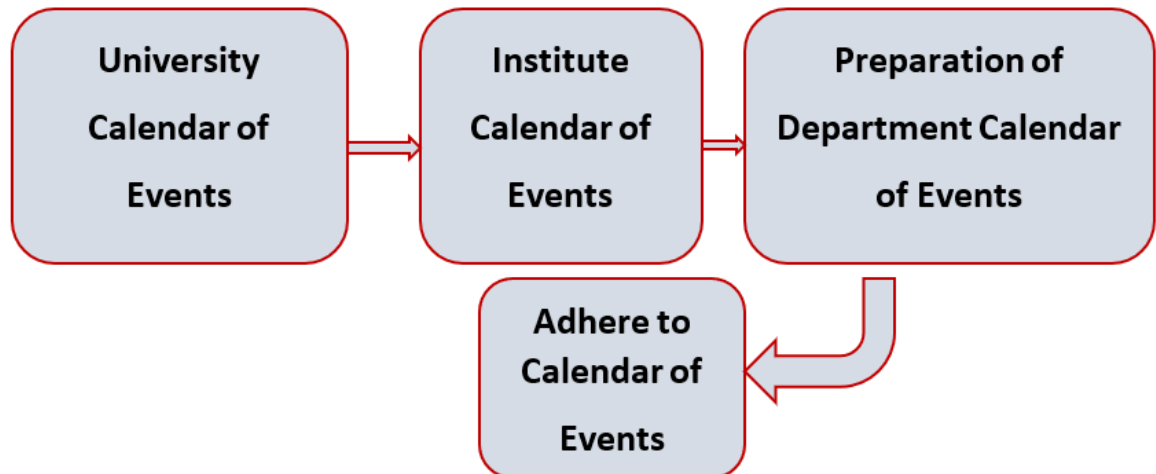 University
Calendar of
Events
Institute
Calendar of
Events
Preparation of
Department Calendar
of Events
Adhere to
Calendar of
Events